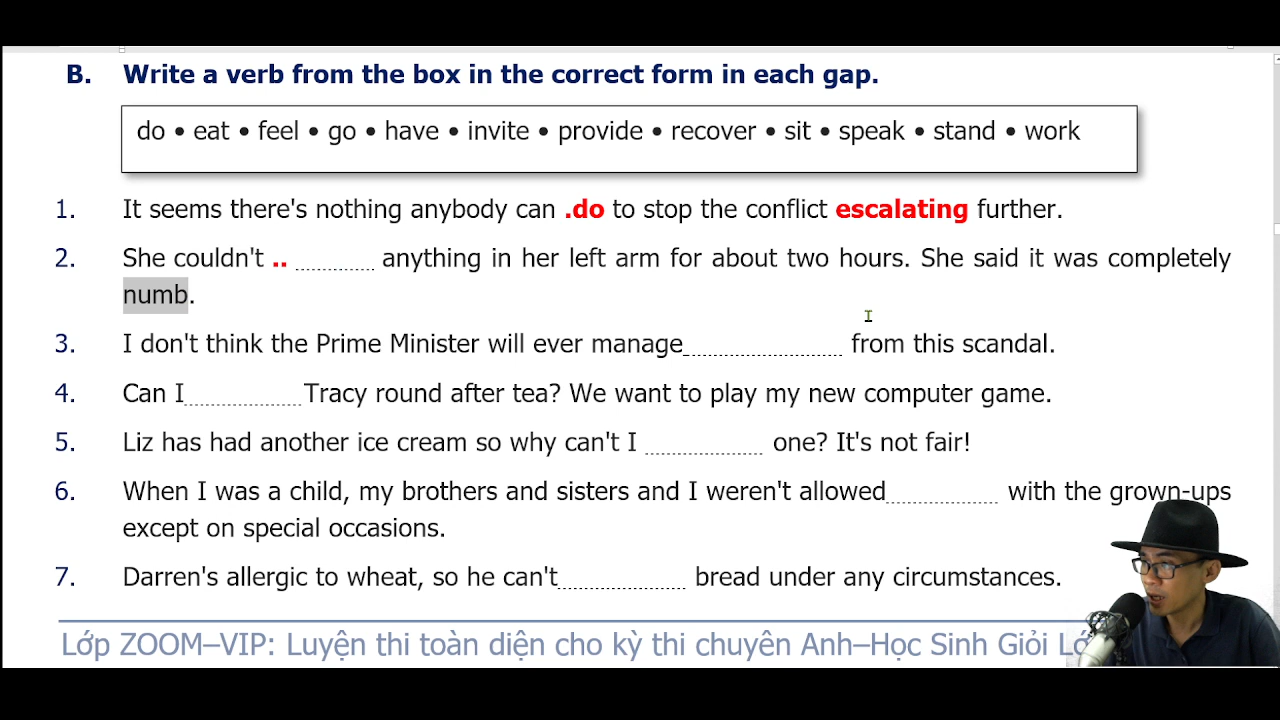 B. Write a verb from the box in the correct form in each gap.
do • eat • feel • go • have • invite • provide • recover • sit • speak • stand • work
1. It seems there's nothing anybody can .do to stop the conflict escalating further.
2. She couldn't .. ............ anything in her left arm for about two hours. She said it was completely
numb.
3. I don't think the Prime Minister will ever manage........................ from this scandal.
4. Can I.................. Tracy round after tea? We want to play my new computer game.
5. Liz has had another ice cream so why can't I .................. one? It's not fair!
6. When I was a child, my brothers and sisters and I weren't allowed................. with the grown-ups
except on special occasions.
7. Darren's allergic to wheat, so he can't................... bread under any circumstances.
Lớp ZOOM–VIP: Luyện thi toàn diện cho kỳ thi chuyên Anh–Học Sinh Giỏi